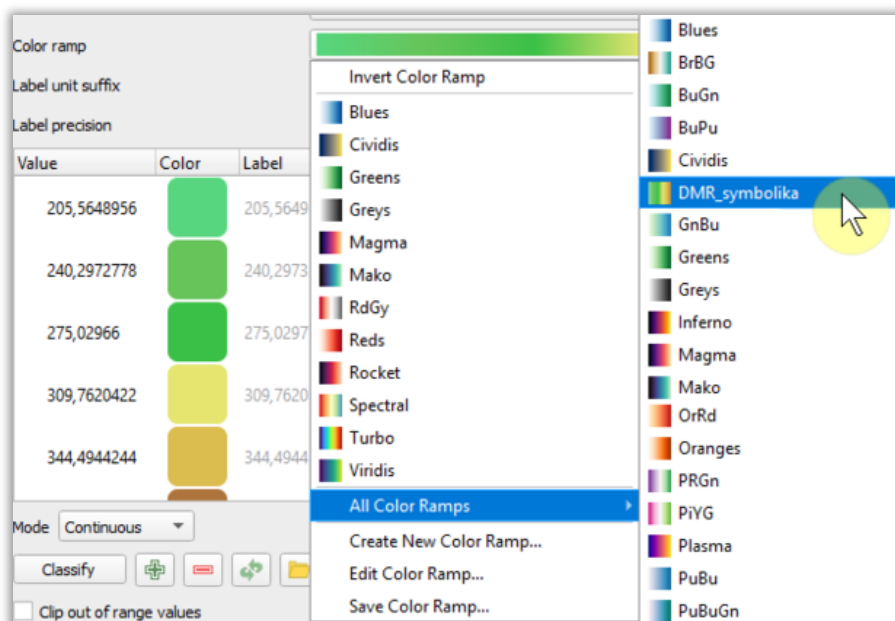 Color ramp
Label unit suffix
Label precision
Value Color Label
205,5648956 205,5649
240,2972778 240,2973
275,02966 275,0297
309,7620422 309,7620
344,4944244 344,4944
Mode Continuous
Classify
Clip out of range values
Invert Color Ramp
Blues
Cividis
Greens
Greys
Magma
Mako
RdGy
Reds
Rocket
Spectral
Turbo
Viridis
All Color Ramps
Create New Color Ramp...
Edit Color Ramp...
Save Color Ramp...
Blues
BrBG
BuGn
BuPu
Cividis
DMR_symbolika
GnBu
Greens
Greys
Inferno
Magma
Mako
OrRd
Oranges
PRGn
PiYG
Plasma
PuBu
PuBuGn